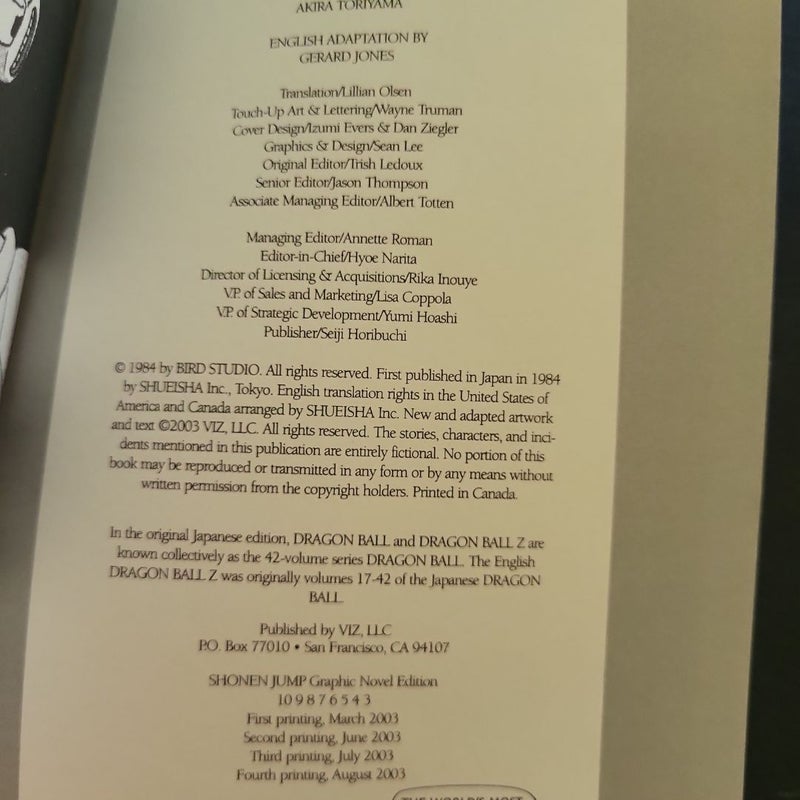 AKIRA TORIYAMA
ENGLISH ADAPTATION BY
GERARD JONES
Translation/Lillian Olsen
Touch-Up Art & Lettering/Wayne Truman
Cover Design/Izumi Evers & Dan Ziegler
Graphics & Design/Sean Lee
Original Editor/Trish Ledoux
Senior Editor/Jason Thompson
Associate Managing Editor/Albert Totten
Managing Editor/Annette Roman
Editor-in-Chief/Hyoe Narita
Director of Licensing & Acquisitions/Rika Inouye
V.P. of Sales and Marketing/Lisa Coppola
V.P. of Strategic Development/Yumi Hoashi
Publisher/Seiji Horibuchi
© 1984 by BIRD STUDIO. All rights reserved. First published in Japan in 1984
by SHUEISHA Inc., Tokyo. English translation rights in the United States of
America and Canada arranged by SHUEISHA Inc. New and adapted artwork
and text ©2003 VIZ, LLC. All rights reserved. The stories, characters, and inci-
dents mentioned in this publication are entirely fictional. No portion of this
book may be reproduced or transmitted in any form or by any means without
written permission from the copyright holders. Printed in Canada.
In the original Japanese edition, DRAGON BALL and DRAGON BALL Z are
known collectively as the 42-volume series DRAGON BALL. The English
DRAGON BALL Z was originally volumes 17-42 of the Japanese DRAGON
BALL.
Published by VIZ, LLC
P.O. Box 77010 • San Francisco, CA 94107
SHONEN JUMP Graphic Novel Edition
10 9 8 7 6 5 4 3
First printing, March 2003
Second printing, June 2003
Third printing, July 2003
Fourth printing, August 2003
THE WORLD'S MOST